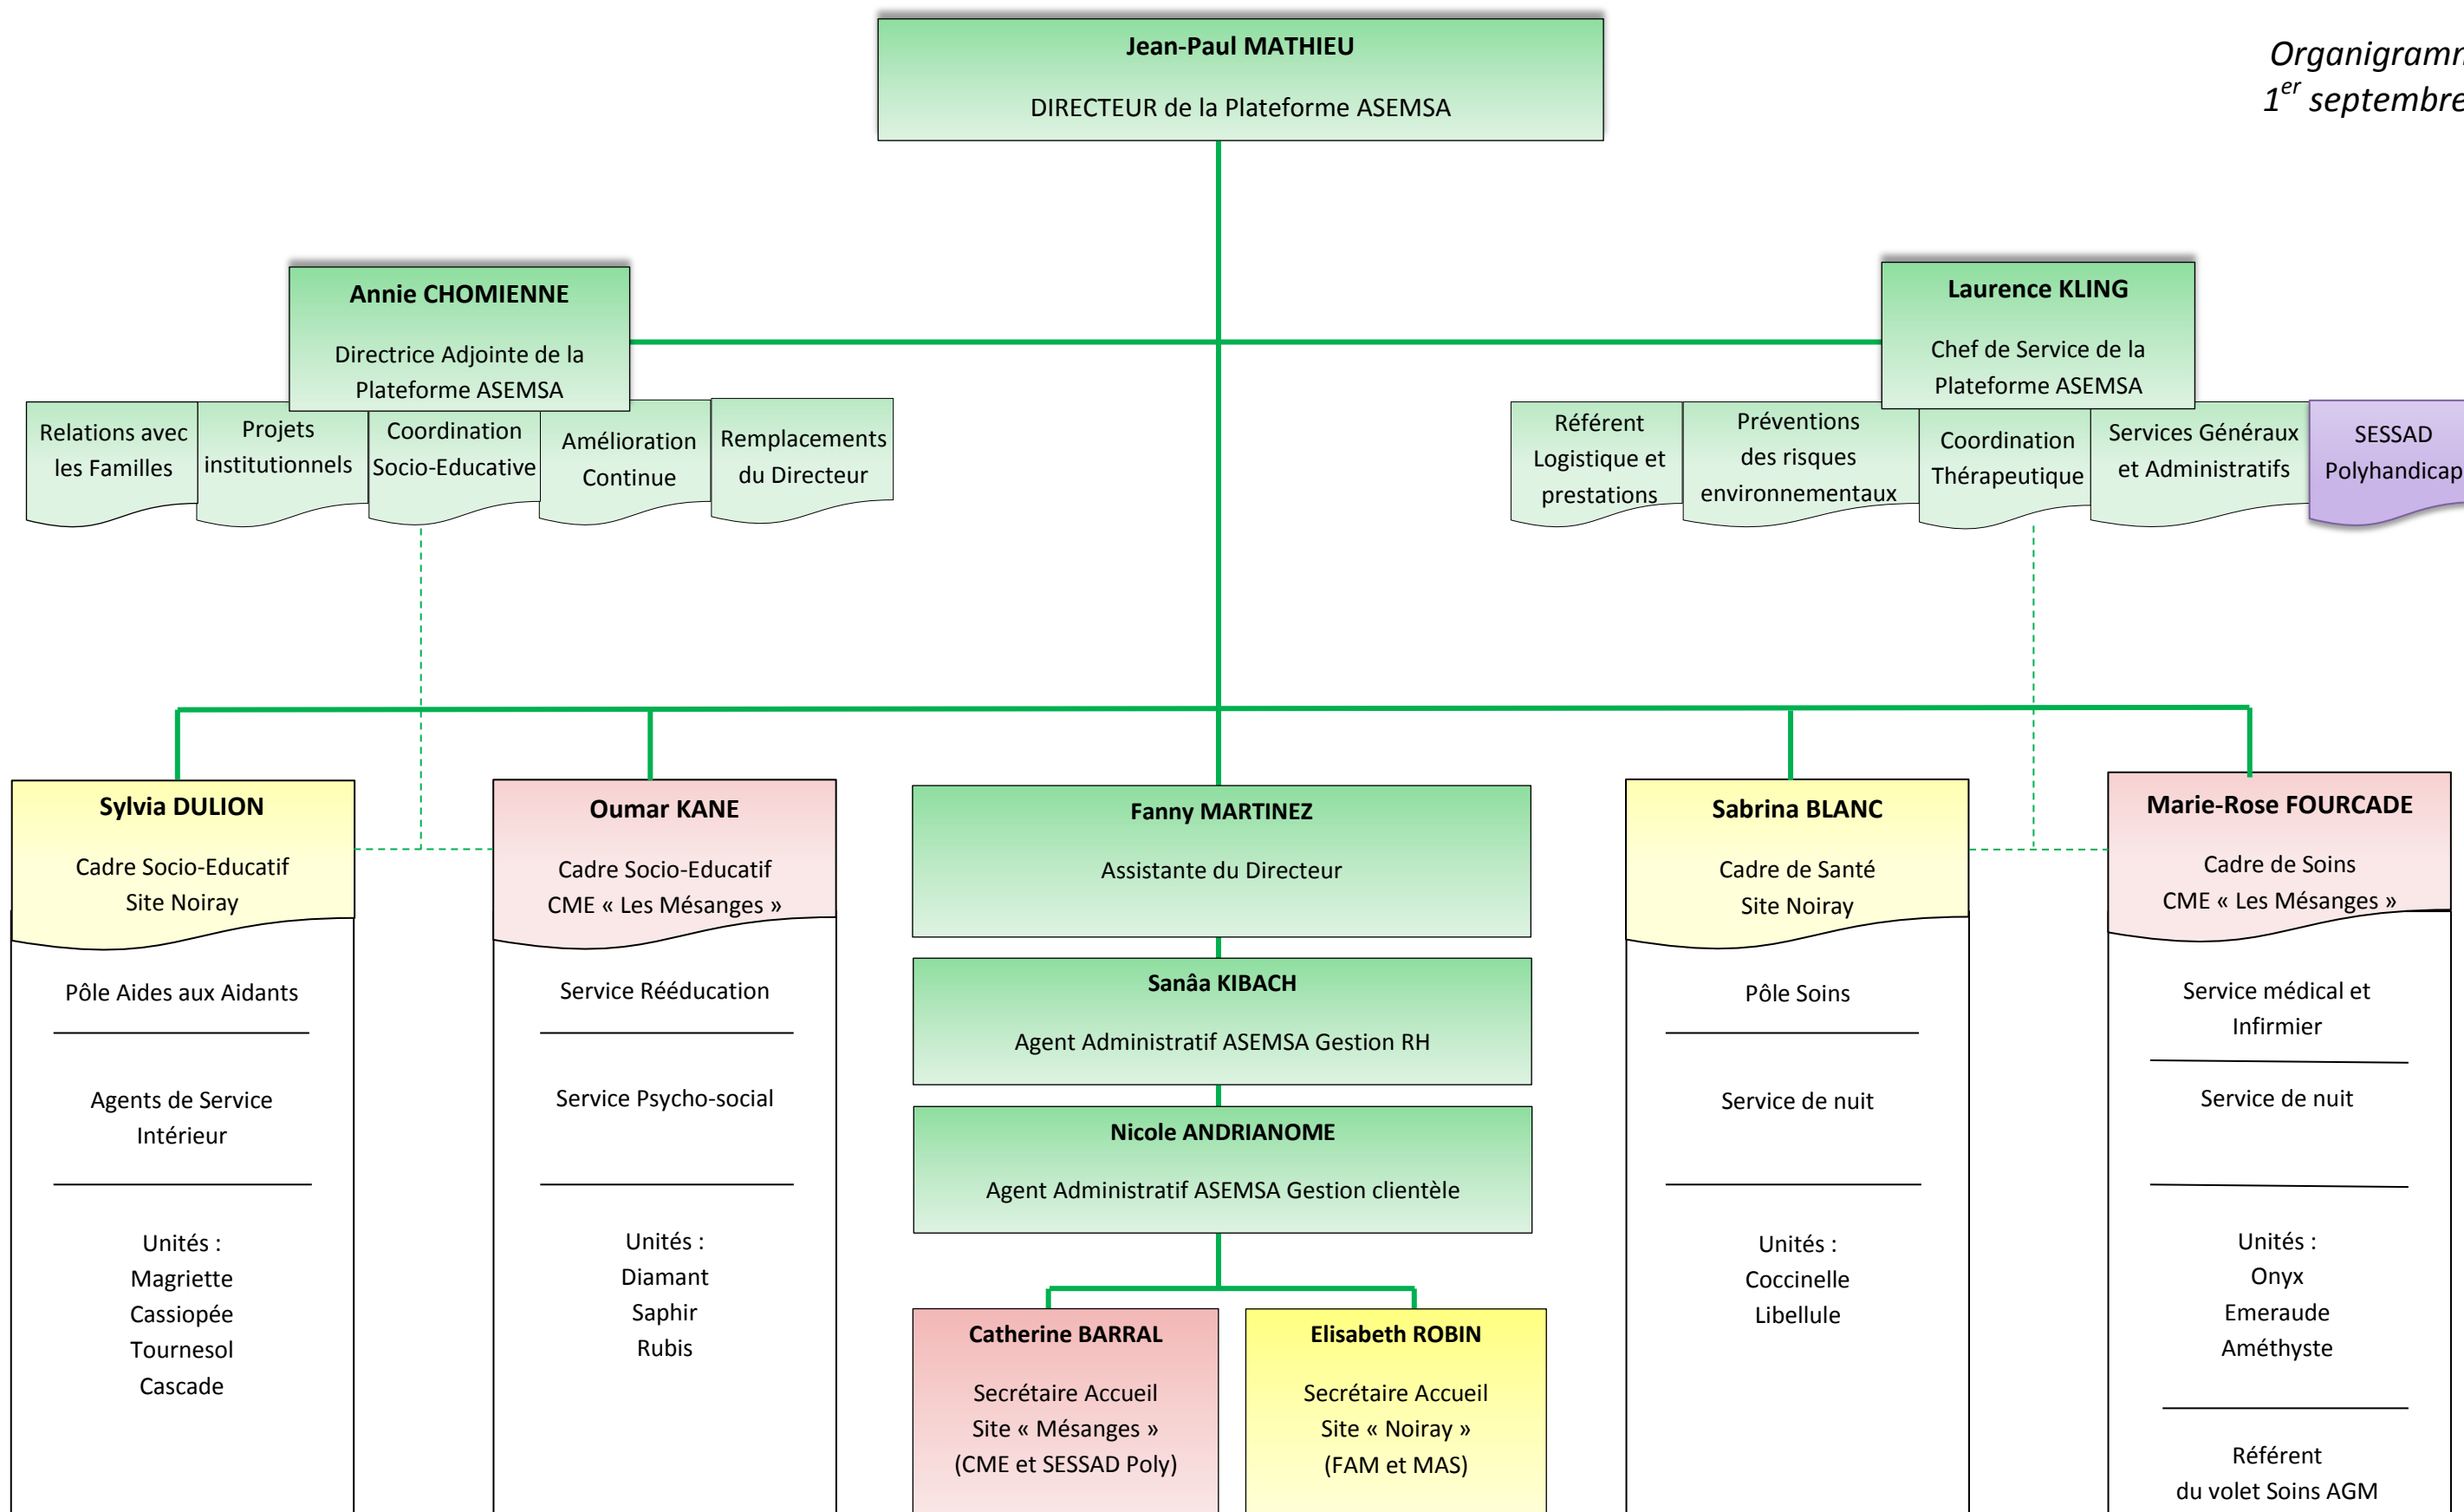 Jean-Paul MATHIEU
DIRECTEUR de la Plateforme ASEMSA
1er septembre
Annie CHOMIENNE
Directrice Adjointe de la
Plateforme ASEMSA
Laurence KLING
Chef de Service de la
Plateforme ASEMSA
Relations avec
les Familles
Projets
institutionnels
Coordination
Socio-Educative
Amélioration
Continue
Remplacements
du Directeur
Référent
Logistique et
prestations
Préventions
des risques
environnementaux
Coordination
Thérapeutique
Services Généraux
et Administratifs
SESSAD
Polyhandicap
Sylvia DULION
Cadre Socio-Educatif
Site Noiray
Pôle Aides aux Aidants
Agents de Service
Intérieur
Unités :
Magriette
Cassiopée
Tournesol
Cascade
Oumar KANE
Cadre Socio-Educatif
CME « Les Mésanges »
Service Rééducation
Service Psycho-social
Unités :
Diamant
Saphir
Rubis
Fanny MARTINEZ
Assistante du Directeur
Sanâa KIBACH
Agent Administratif ASEMSA Gestion RH
Nicole ANDRIANOME
Agent Administratif ASEMSA Gestion clientèle
Catherine BARRAL
Secrétaire Accueil
Site « Mésanges »
(CME et SESSAD Poly)
Elisabeth ROBIN
Secrétaire Accueil
Site « Noiray »
(FAM et MAS)
Sabrina BLANC
Cadre de Santé
Site Noiray
Pôle Soins
Service de nuit
Unités :
Coccinelle
Libellule
Marie-Rose FOURCADE
Cadre de Soins
CME « Les Mésanges »
Service médical et
Infirmier
Service de nuit
Unités :
Onyx
Emeraude
Améthyste
Référent
du volet Soins AGM